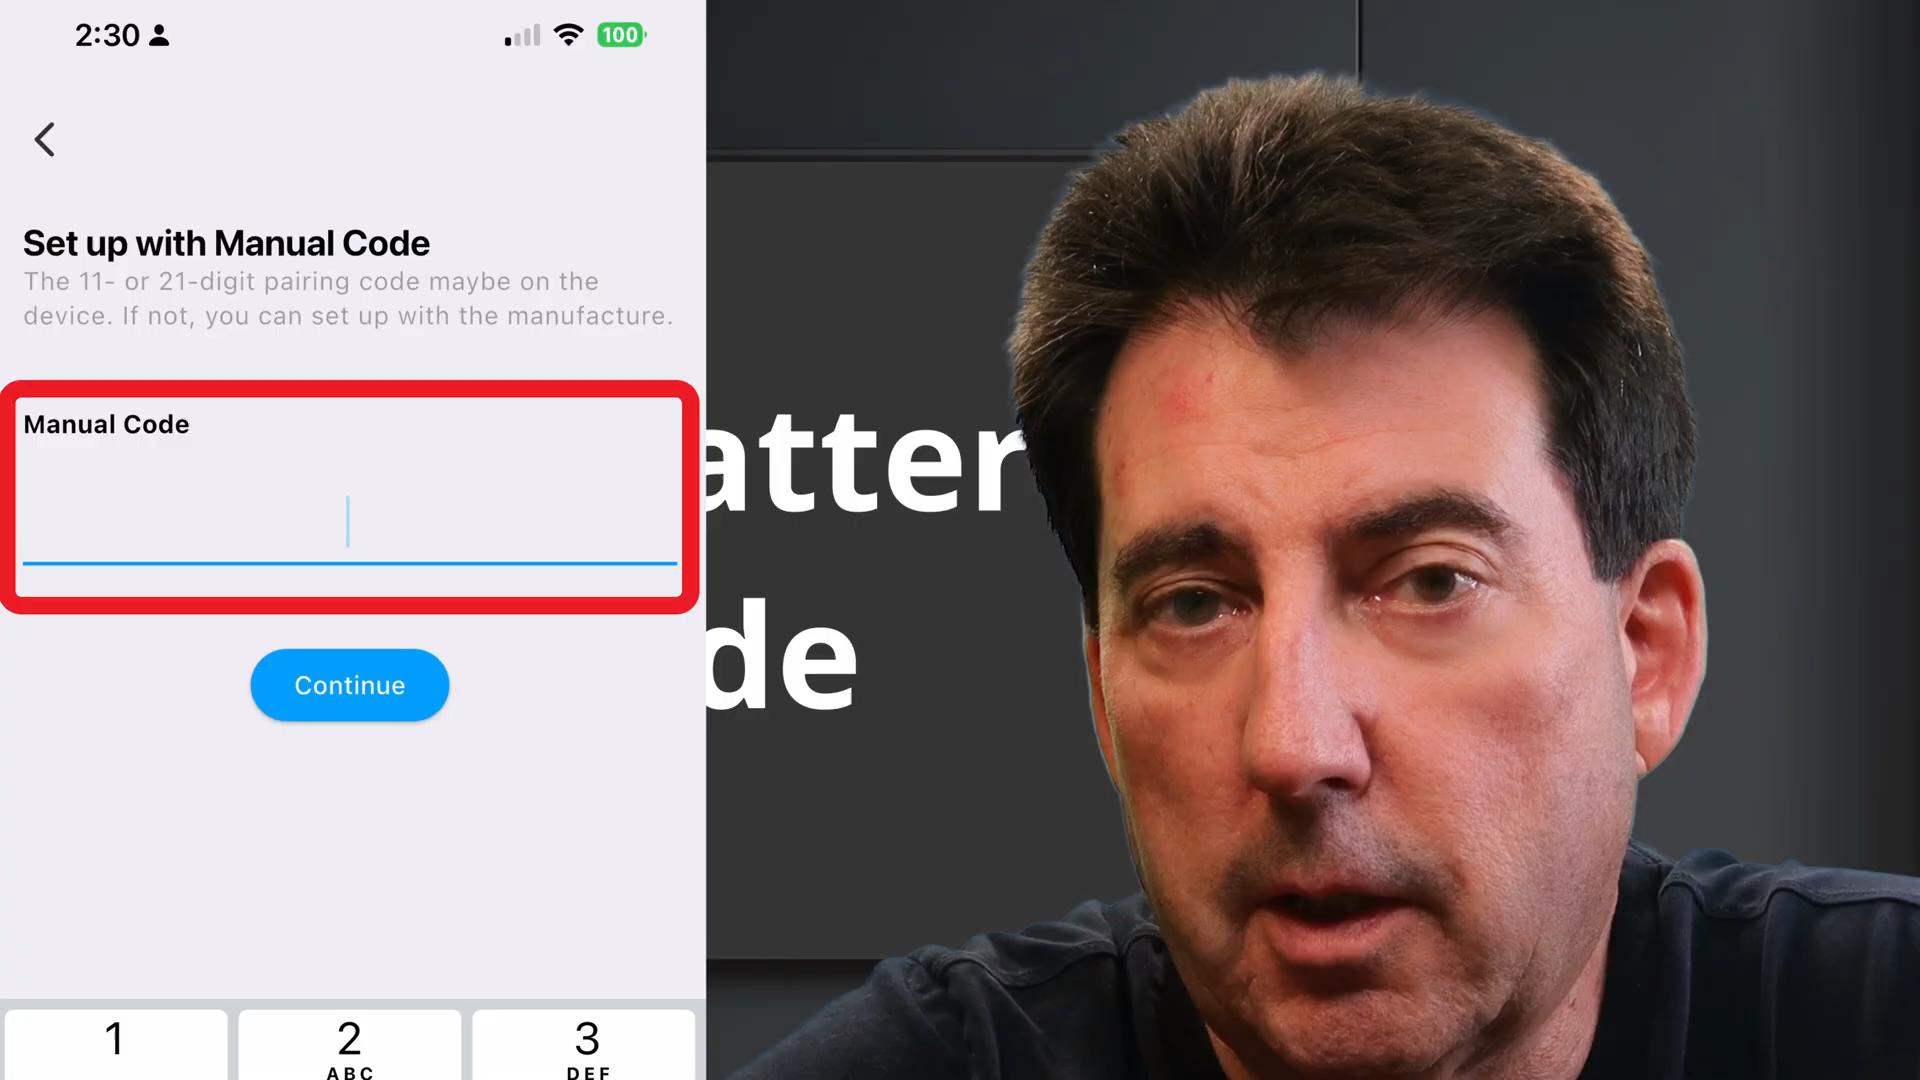 2:30
100
Set up with Manual Code
The 11- or 21-digit pairing code maybe on the
device. If not, you can set up with the manufacture.
Manual Code
Continue
atter
de
1
2
ABC
3
DEF